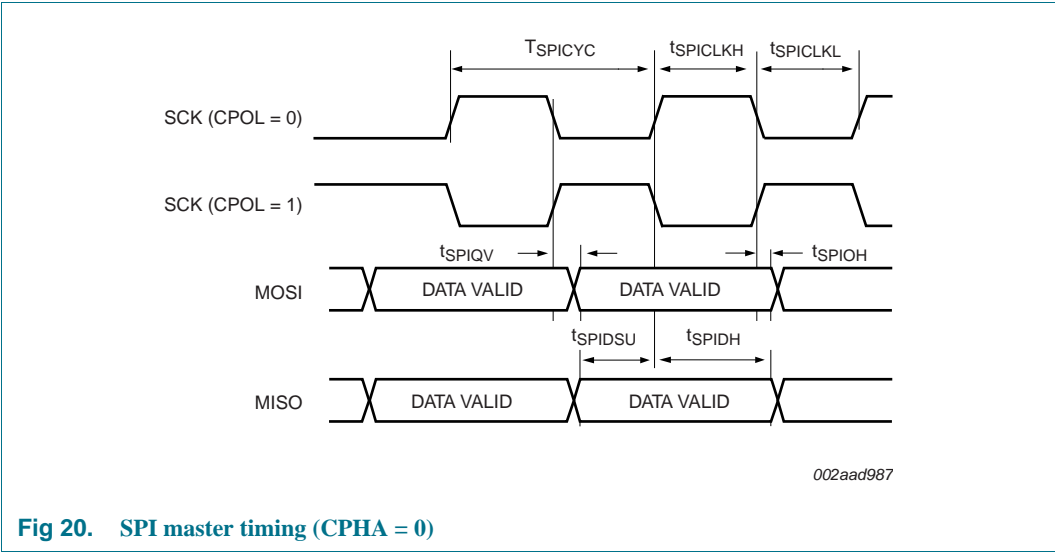 TSPICYC tSPICLKH tSPICLKL
SCK (CPOL = 0)
SCK (CPOL = 1)
tSPIQV tSPIOH
MOSI DATA VALID DATA VALID
tSPIDSU tSPIDH
MISO DATA VALID DATA VALID
002aad987
Fig 20. SPI master timing (CPHA = 0)